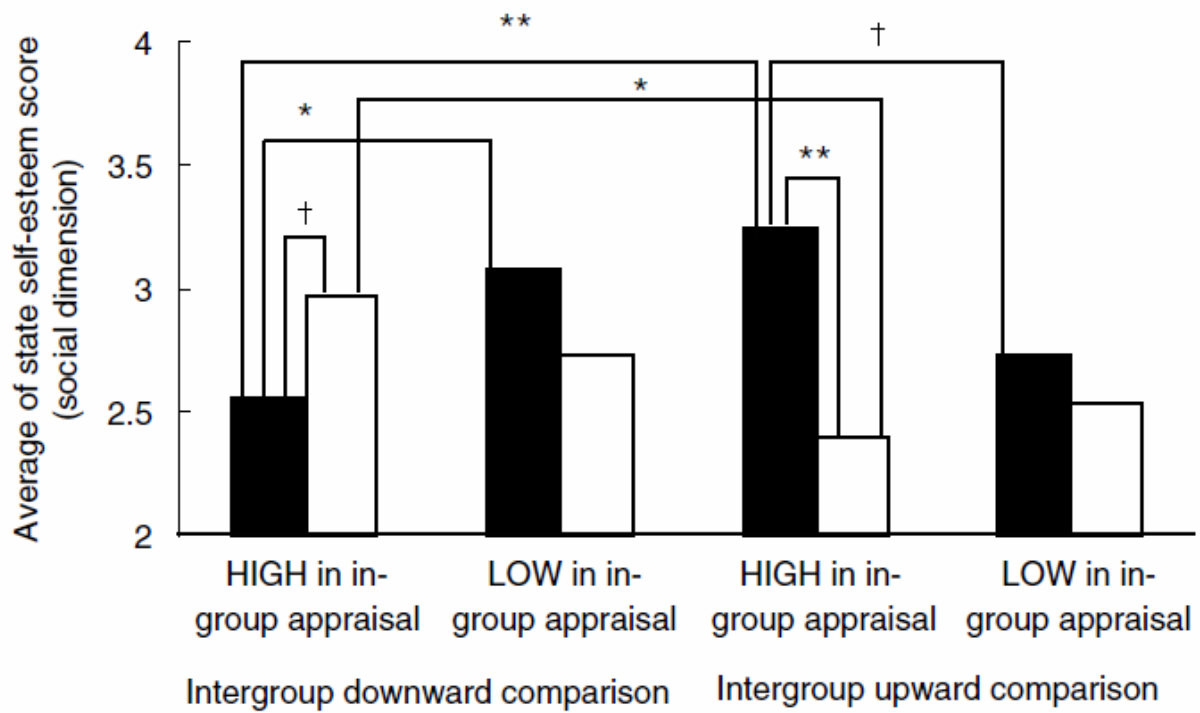 Average of state self-esteem score
(social dimension)
**
†
4
*
*
3.5
**
†
3
2.5
2
HIGH in in-
group appraisal
LOW in in-
group appraisal
HIGH in in-
group appraisal
LOW in in-
group appraisal
Intergroup downward comparison
Intergroup upward comparison